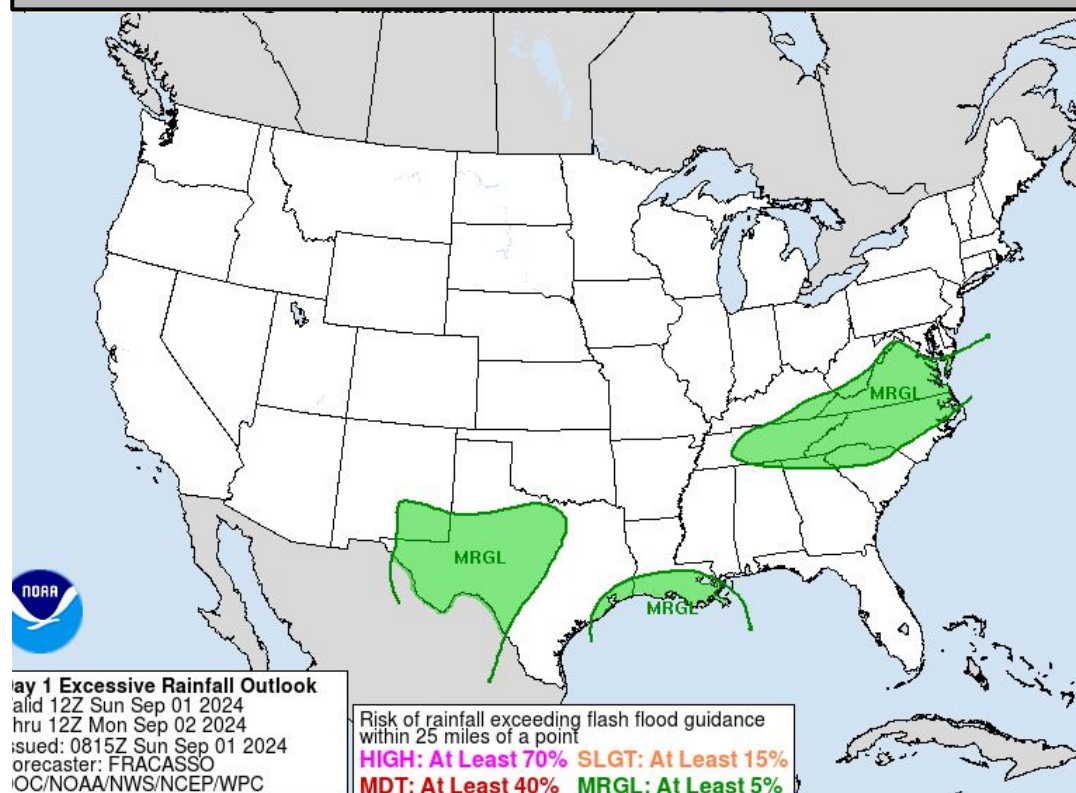 MRGL
MRGL
MRGL
NOAA
ay 1 Excessive Rainfall Outlook
alid 12Z Sun Sep 01 2024
hru 12Z Mon Sep 02 2024
ssued: 0815Z Sun Sep 01 2024
orecaster: FRACASSO
OC/NOAA/NWS/NCEP/WPC
Risk of rainfall exceeding flash flood guidance
within 25 miles of a point
HIGH: At Least 70% SLGT: At Least 15%
MDT: At Least 40% MRGL: At Least 5%